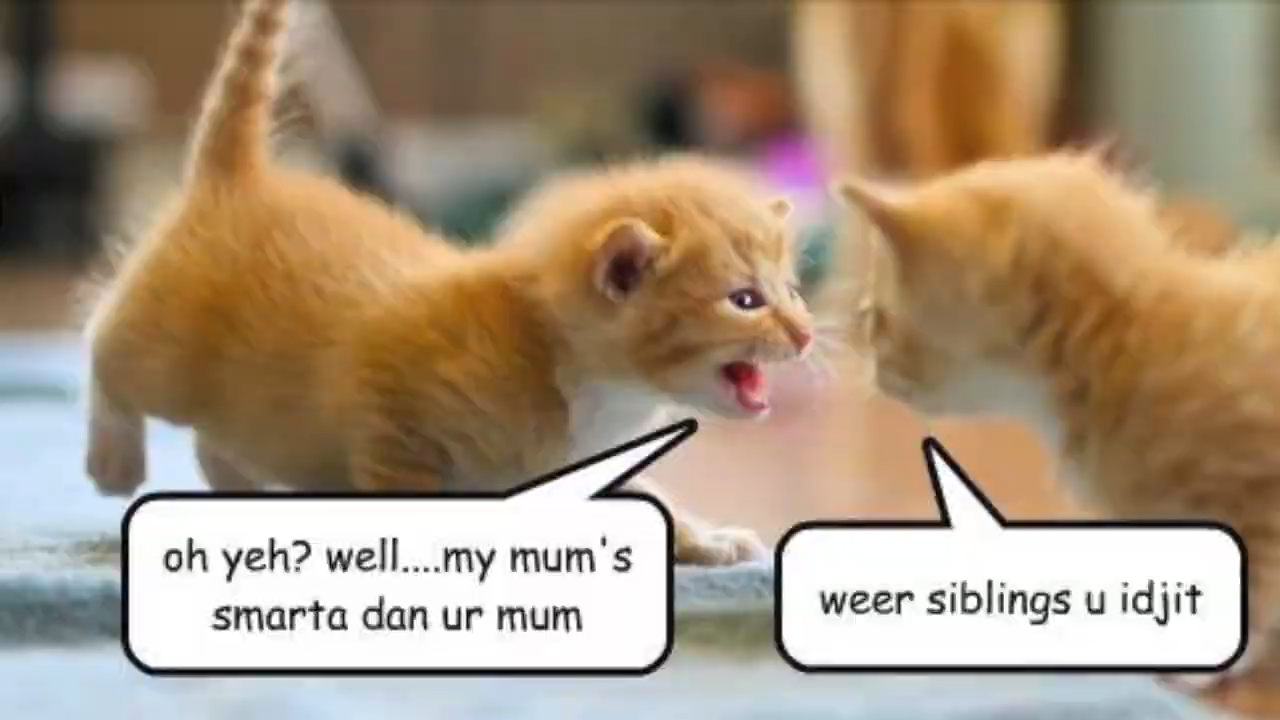 oh yeh? well....my mum's
smarta dan ur mum
weer siblings u idjit